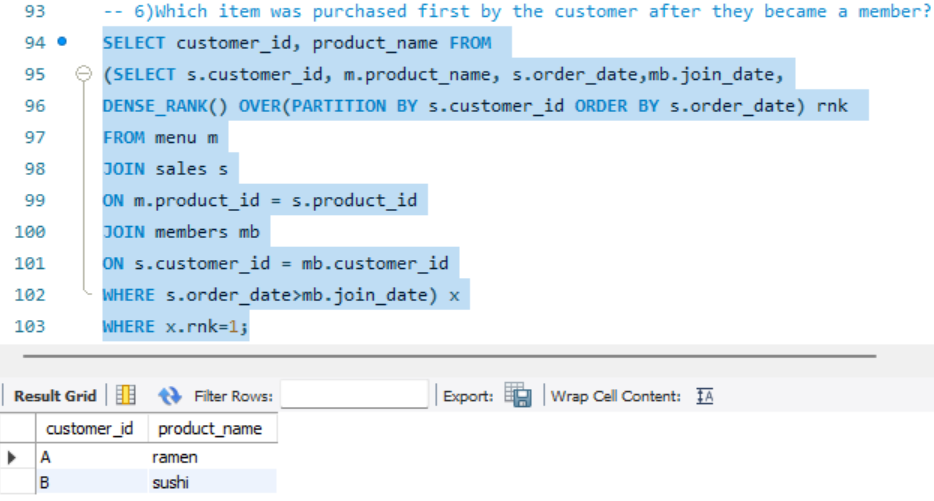 93 -- 6)Which item was purchased first by the customer after they became a member?
94 SELECT customer_id, product_name FROM
95 (SELECT s.customer_id, m.product_name, s.order_date,mb.join_date,
96 DENSE_RANK() OVER(PARTITION BY s.customer_id ORDER BY s.order_date) rnk
97 FROM menu m
98 JOIN sales s
99 ON m.product_id = s.product_id
100 JOIN members mb
101 ON s.customer_id = mb.customer_id
102 WHERE s.order_date>mb.join_date) x
103 WHERE x.rnk=1;
Result Grid Filter Rows: Export: Wrap Cell Content: IA
customer_id product_name
A ramen
B sushi